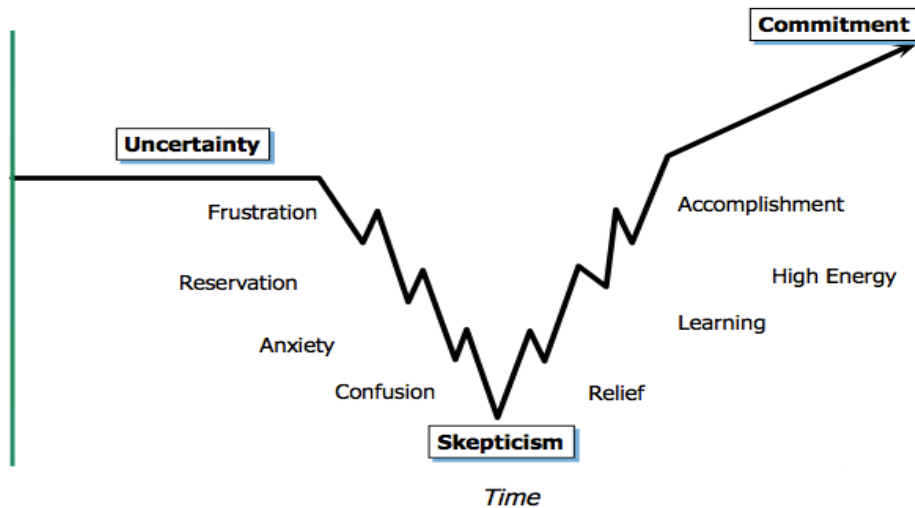 Commitment
Uncertainty
Frustration
Accomplishment
Reservation
High Energy
Learning
Anxiety
Confusion
Relief
Skepticism
Time